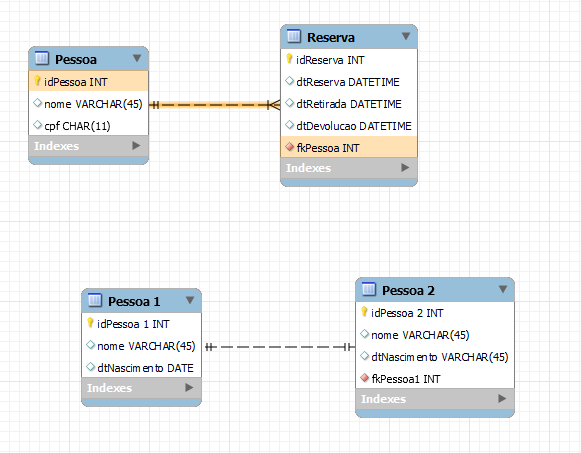 Pessoa
idPessoa INT
nome VARCHAR(45)
cpf CHAR(11)
Indexes
Reserva
idReserva INT
dtReserva DATETIME
dtRetirada DATETIME
dtDevolucao DATETIME
fkPessoa INT
Indexes
Pessoa 1
idPessoa 1 INT
nome VARCHAR(45)
dtNascimento DATE
Indexes
Pessoa 2
idPessoa 2 INT
nome VARCHAR(45)
dtNascimento VARCHAR(45)
fkPessoa1 INT
Indexes